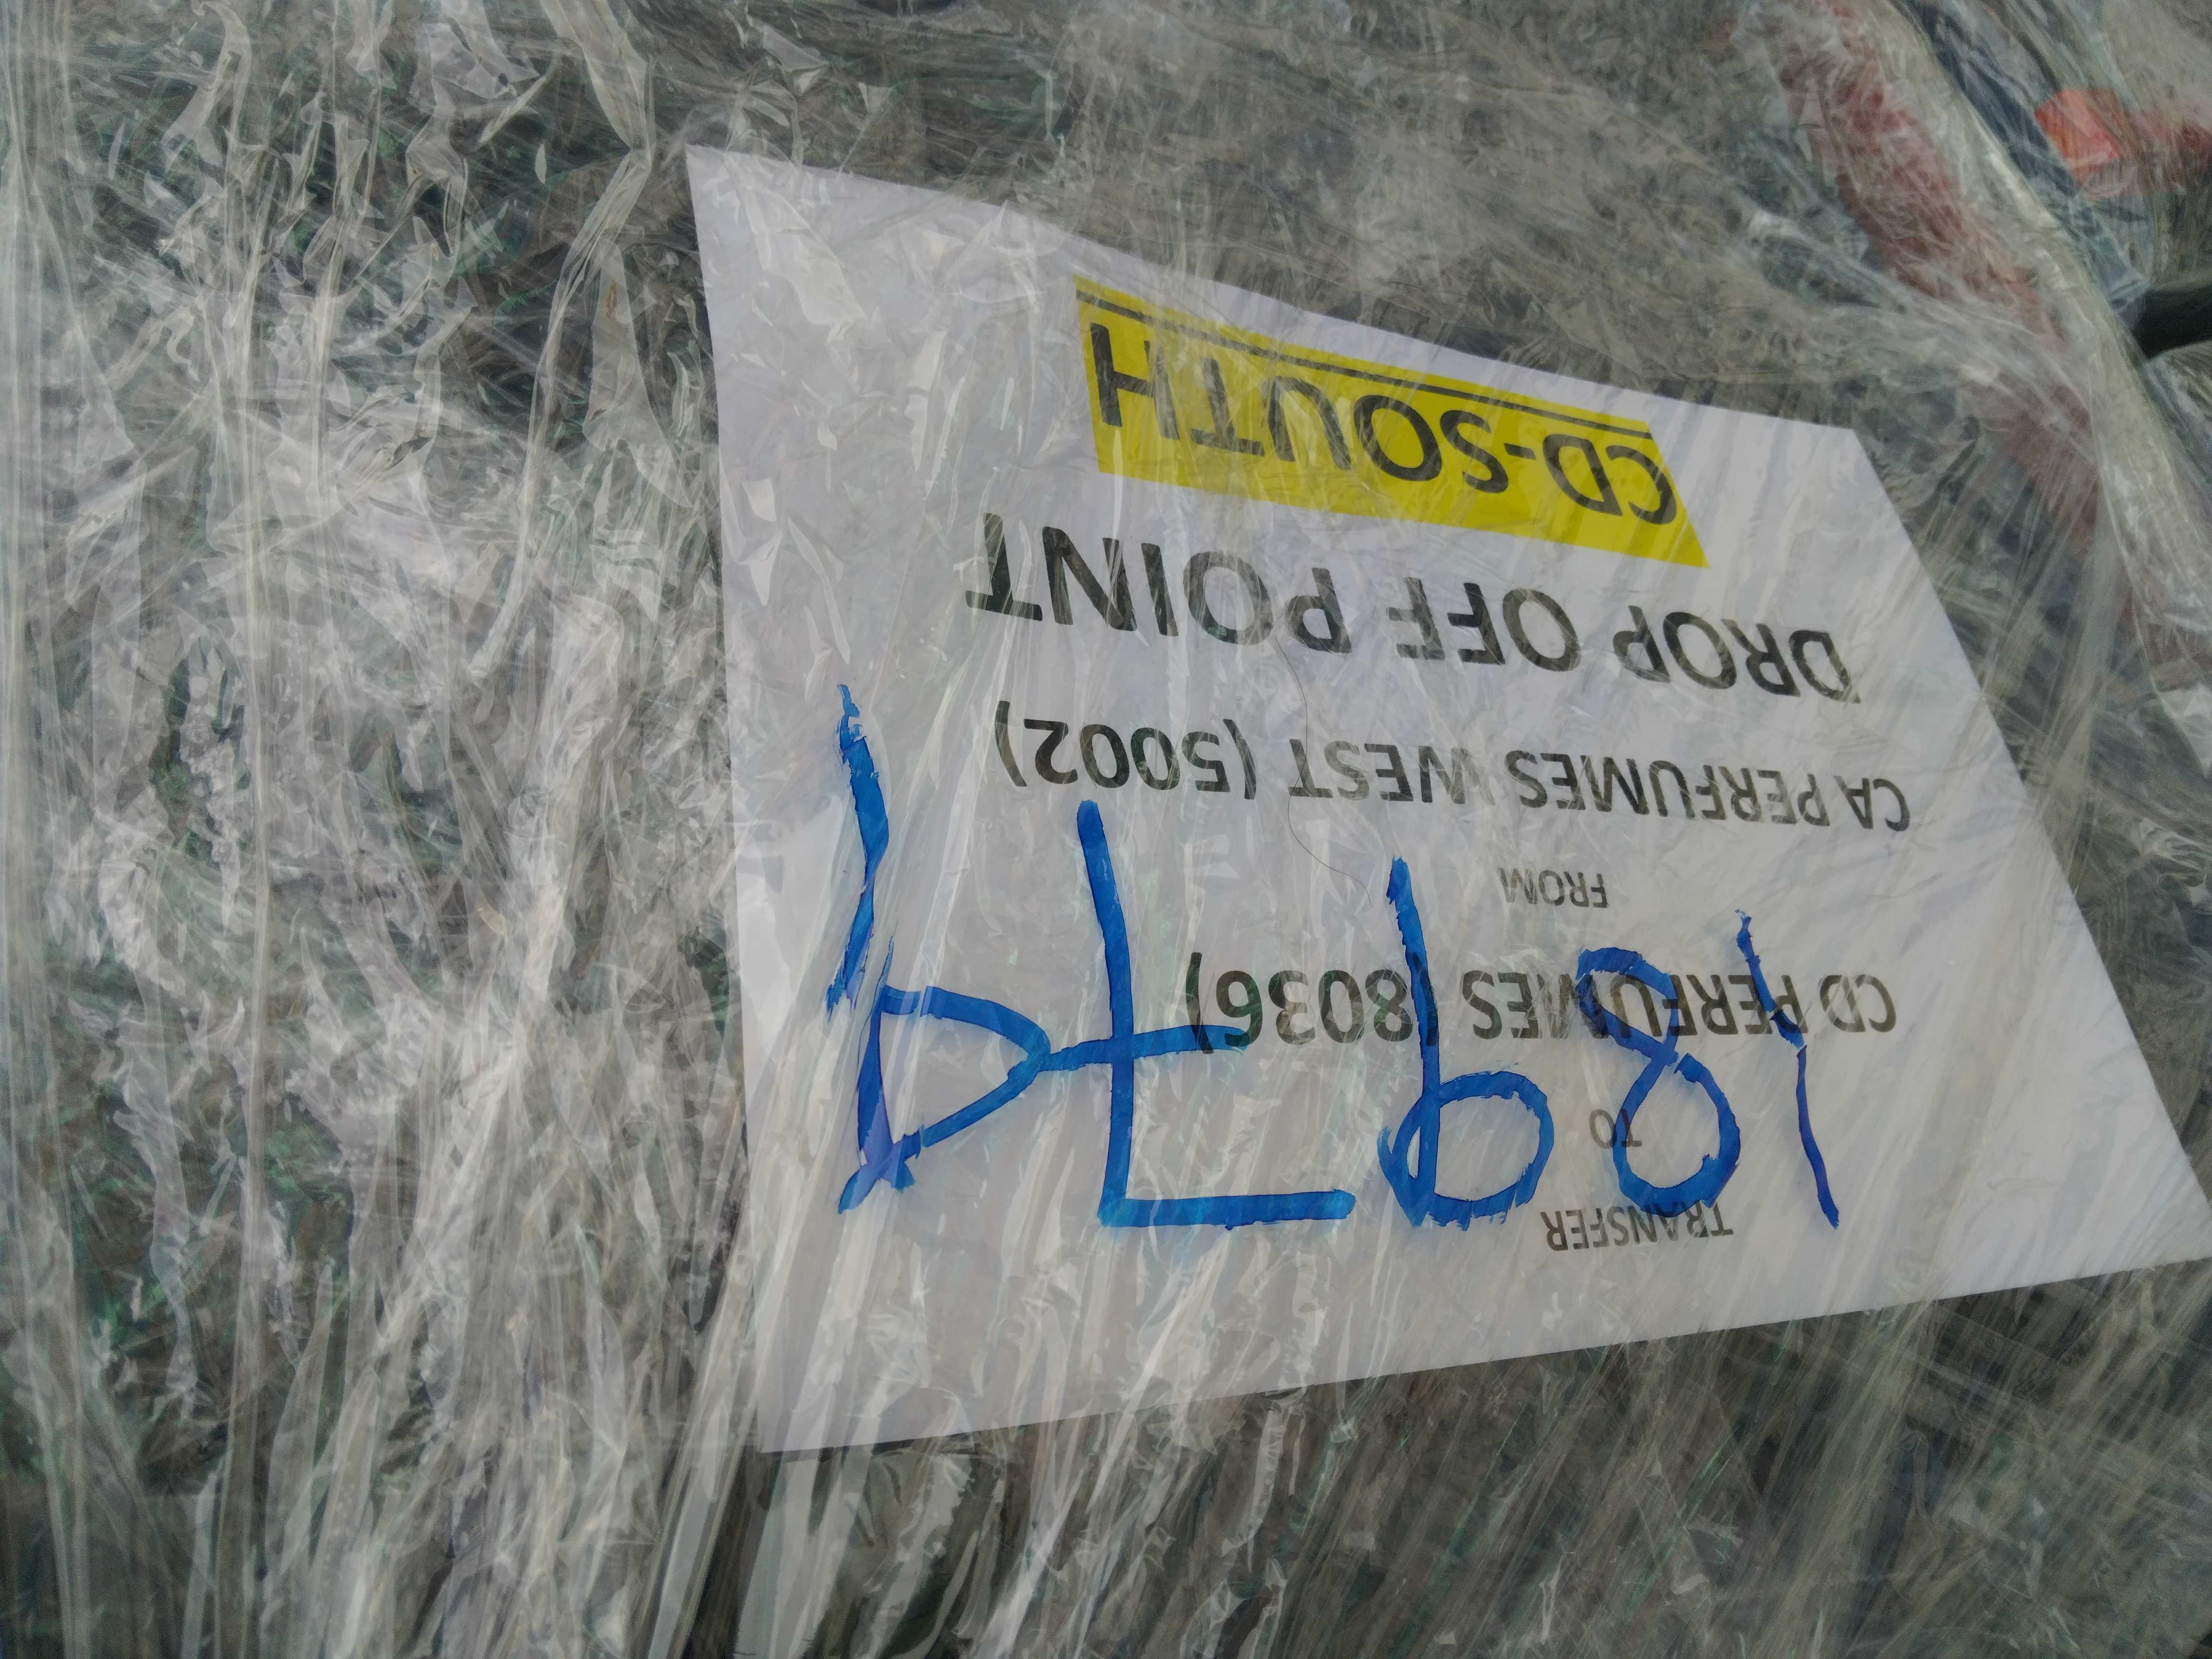 TRANSFER
TO
CD PERFUMES (8036)
FROM
CA PERFUMES WEST (5002)
DROP OFF POINT
CD-SOUTH
18974